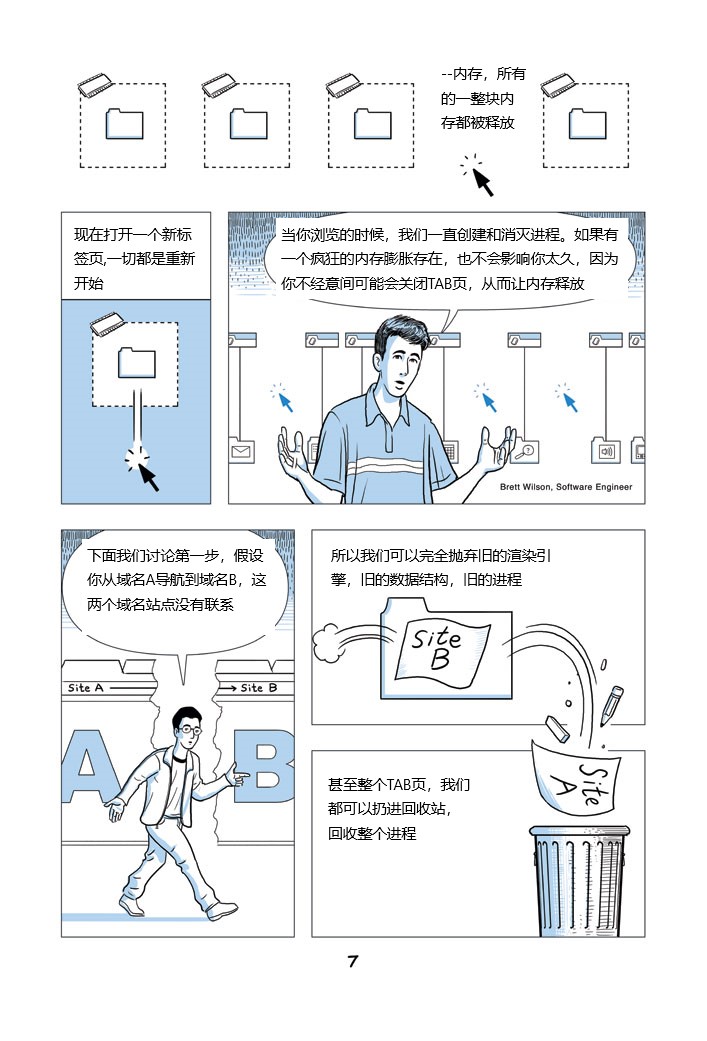 --内存，所有
的一整块内
存都被释放
现在打开一个新标
签页,一切都是重新
开始
当你浏览的时候，我们一直创建和消灭进程。如果有
一个疯狂的内存膨胀存在，也不会影响你太久，因为
你不经意间可能会关闭TAB页，从而让内存释放
Brett Wilson, Software Engineer
下面我们讨论第一步，假设
你从域名A导航到域名B，这
两个域名站点没有联系
Site A
Site B
A
B
所以我们可以完全抛弃旧的渲染引
擎，旧的数据结构，旧的进程
Site
B
甚至整个TAB页，我们
都可以扔进回收站，
回收整个进程
Site
A
7